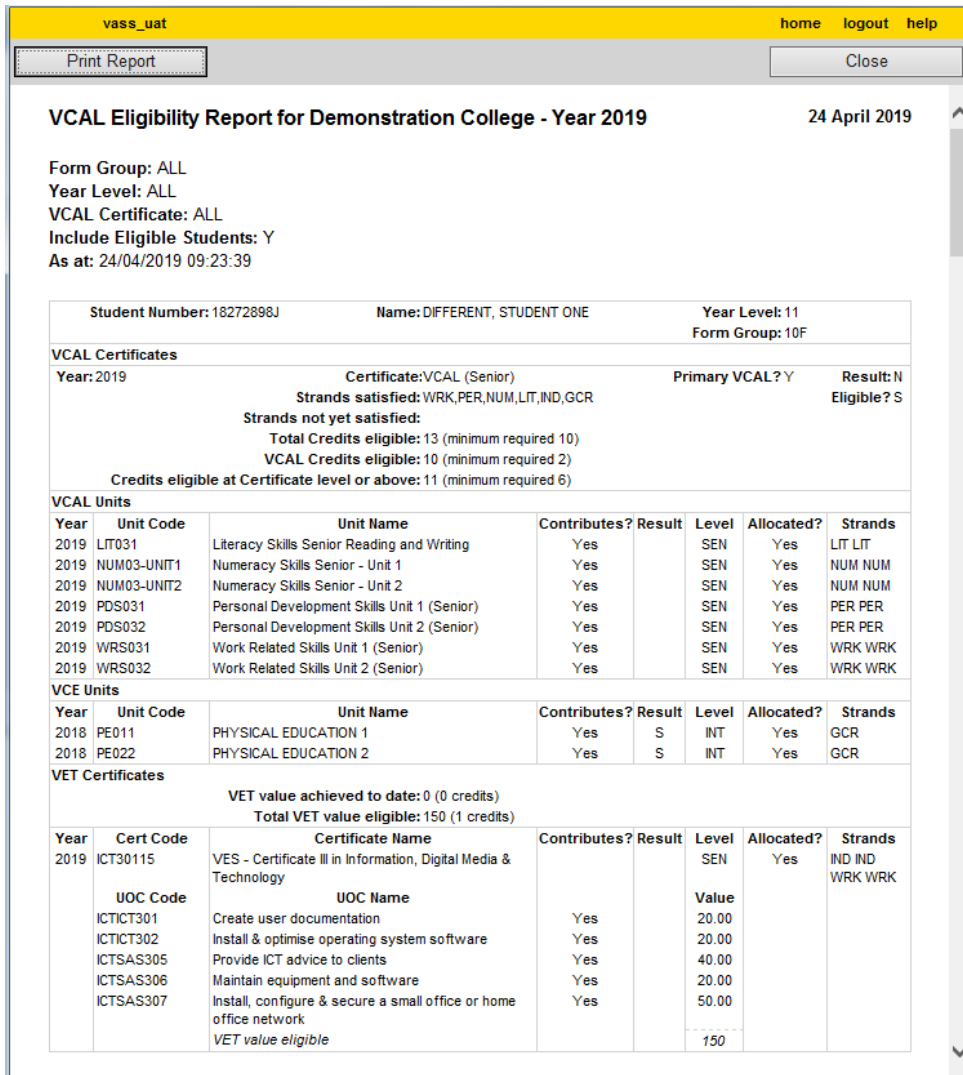 vass_uat home logout help
Print Report Close
VCAL Eligibility Report for Demonstration College - Year 2019 24 April 2019
Form Group: ALL
Year Level: ALL
VCAL Certificate: ALL
Include Eligible Students: Y
As at: 24/04/2019 09:23:39
Student Number: 18272898J Name: DIFFERENT, STUDENT ONE Year Level: 11
Form Group: 10F
VCAL Certificates
Year: 2019 Certificate: VCAL (Senior) Primary VCAL? Y Result: N
Strands satisfied: WRK,PER,NUM,LIT,IND,GCR Eligible? S
Strands not yet satisfied:
Total Credits eligible: 13 (minimum required 10)
VCAL Credits eligible: 10 (minimum required 2)
Credits eligible at Certificate level or above: 11 (minimum required 6)
VCAL Units
Year Unit Code Unit Name Contributes? Result Level Allocated? Strands
2019 LIT031 Literacy Skills Senior Reading and Writing Yes SEN Yes LIT LIT
2019 NUM03-UNIT1 Numeracy Skills Senior - Unit 1 Yes SEN Yes NUM NUM
2019 NUM03-UNIT2 Numeracy Skills Senior - Unit 2 Yes SEN Yes NUM NUM
2019 PDS031 Personal Development Skills Unit 1 (Senior) Yes SEN Yes PER PER
2019 PDS032 Personal Development Skills Unit 2 (Senior) Yes SEN Yes PER PER
2019 WRS031 Work Related Skills Unit 1 (Senior) Yes SEN Yes WRK WRK
2019 WRS032 Work Related Skills Unit 2 (Senior) Yes SEN Yes WRK WRK
VCE Units
Year Unit Code Unit Name Contributes? Result Level Allocated? Strands
2018 PE011 PHYSICAL EDUCATION 1 Yes S INT Yes GCR
2018 PE022 PHYSICAL EDUCATION 2 Yes S INT Yes GCR
VET Certificates
VET value achieved to date: 0 (0 credits)
Total VET value eligible: 150 (1 credits)
Year Cert Code Certificate Name Contributes? Result Level Allocated? Strands
2019 ICT30115 VES - Certificate III in Information, Digital Media & SEN Yes IND IND
Technology WRK WRK
UOC Code UOC Name Value
ICTICT301 Create user documentation Yes 20.00
ICTICT302 Install & optimise operating system software Yes 20.00
ICTSAS305 Provide ICT advice to clients Yes 40.00
ICTSAS306 Maintain equipment and software Yes 20.00
ICTSAS307 Install, configure & secure a small office or home Yes 50.00
office network
VET value eligible 150